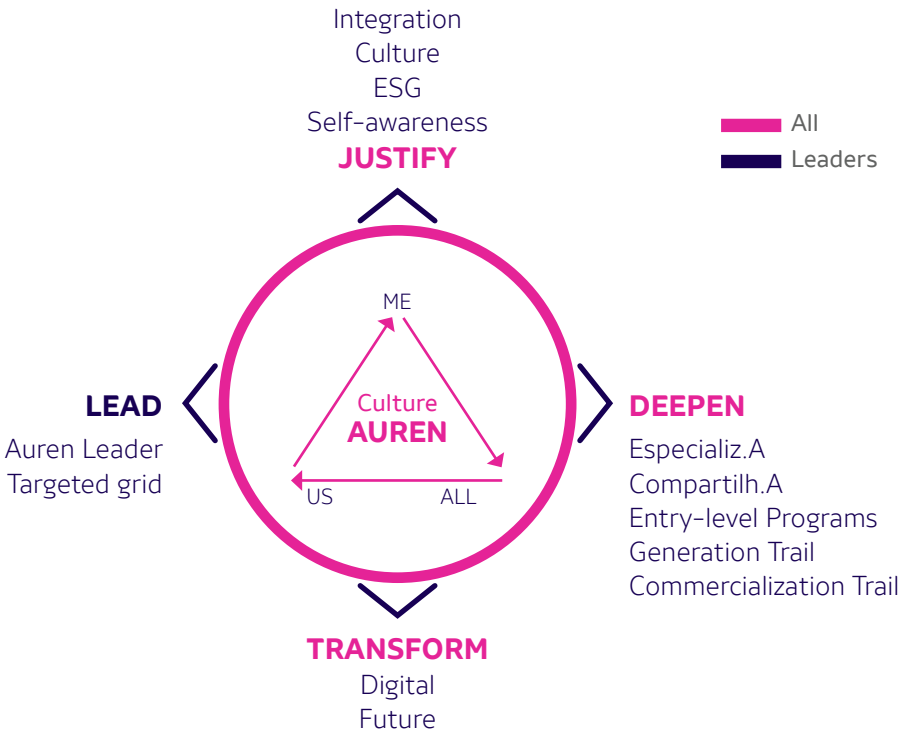 Integration
Culture
ESG
Self-awareness
JUSTIFY
All
Leaders
ME
Culture
AUREN
US
ALL
LEAD
Auren Leader
Targeted grid
DEEPEN
Especializ.A
Compartilh.A
Entry-level Programs
Generation Trail
Commercialization Trail
TRANSFORM
Digital
Future